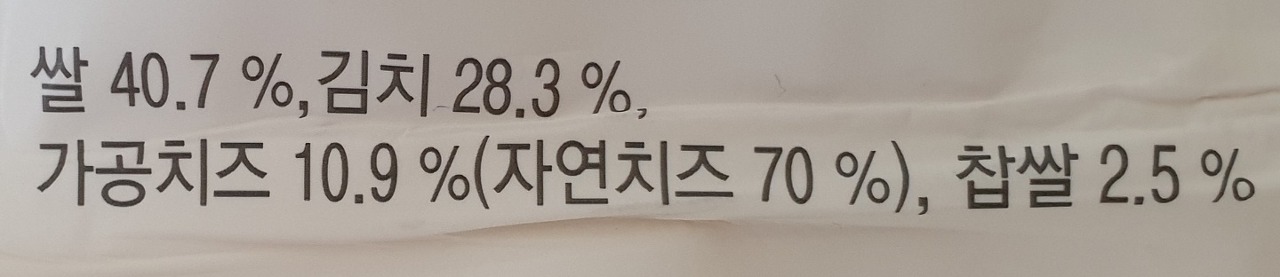 쌀 40.7 %, 김치 28.3 %,
가공치즈 10.9 %(자연치즈 70 %), 찹쌀 2.5 %